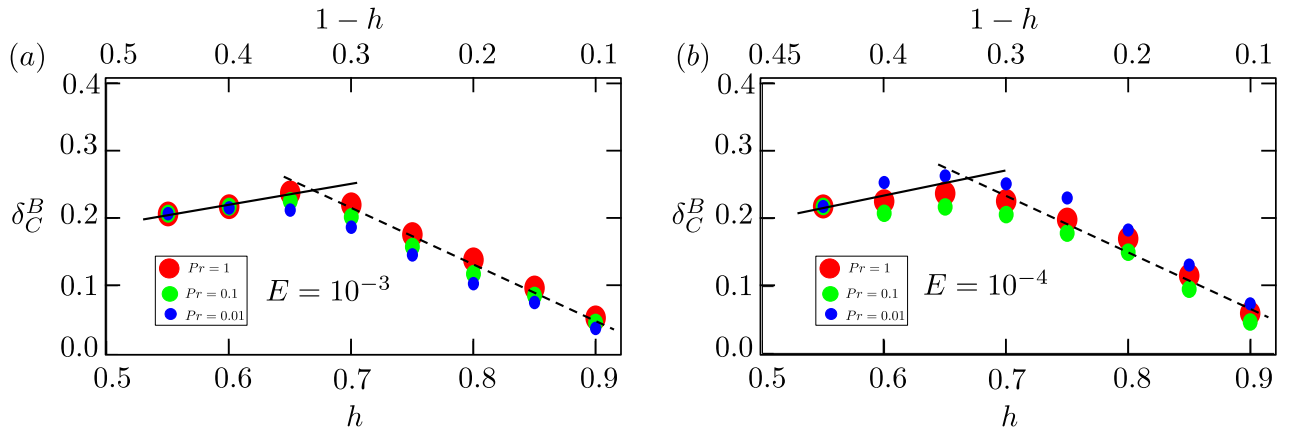 (a)
1 − h
0.5 0.4 0.3 0.2 0.1
0.4
0.3
0.2
0.1
0.0
δ_C^B
Pr = 1
Pr = 0.1
Pr = 0.01
E = 10⁻³
0.5 0.6 0.7 0.8 0.9
h
(b)
1 − h
0.45 0.4 0.3 0.2 0.1
0.4
0.3
0.2
0.1
0.0
δ_C^B
Pr = 1
Pr = 0.1
Pr = 0.01
E = 10⁻⁴
0.5 0.6 0.7 0.8 0.9
h